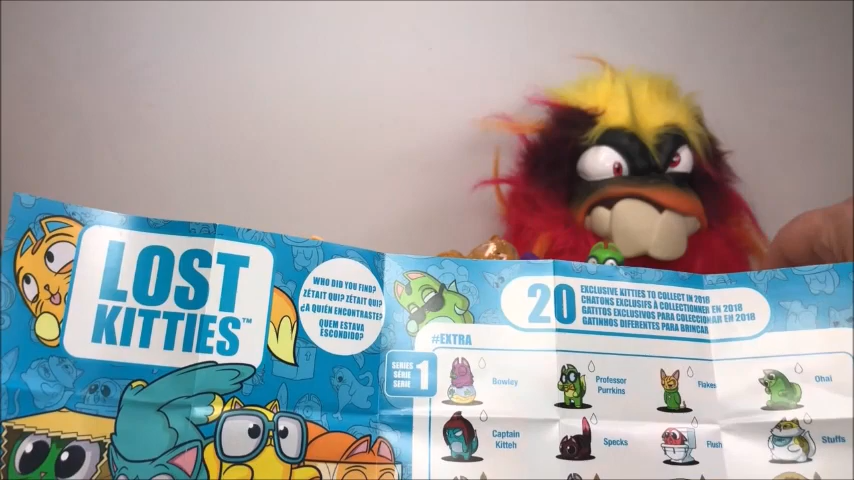 LOST
KITTIES™
WHO DID YOU FIND?
ZÉTAIT QUI? ZÉTAIT QUI?
¿A QUIÉN ENCONTRASTE?
QUEM ESTAVA
ESCONDIDO?
20
EXCLUSIVE KITTIES TO COLLECT IN 2018
CHATONS EXCLUSIFS À COLLECTIONNER EN 2018
GATITOS EXCLUSIVOS PARA COLECCIONAR EN 2018
GATINHOS DIFERENTES PARA BRINCAR
#EXTRA
SERIES
SÉRIE
SERIE
1
Bowley
Professor
Purrkins
Flakes
Ohai
Captain
Kitteh
Specks
Flush
Stuffs